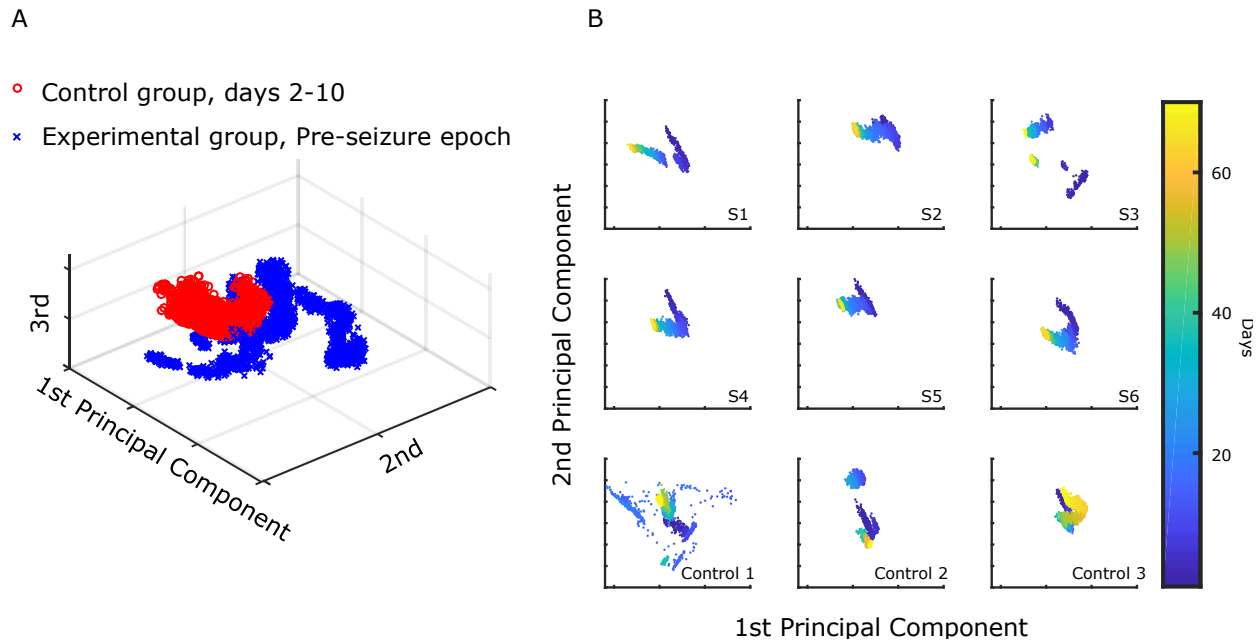 A
Control group, days 2-10
Experimental group, Pre-seizure epoch
3rd
1st Principal Component
2nd
B
2nd Principal Component
S1
S2
S3
S4
S5
S6
Control 1
Control 2
Control 3
1st Principal Component
60
40
20
Days